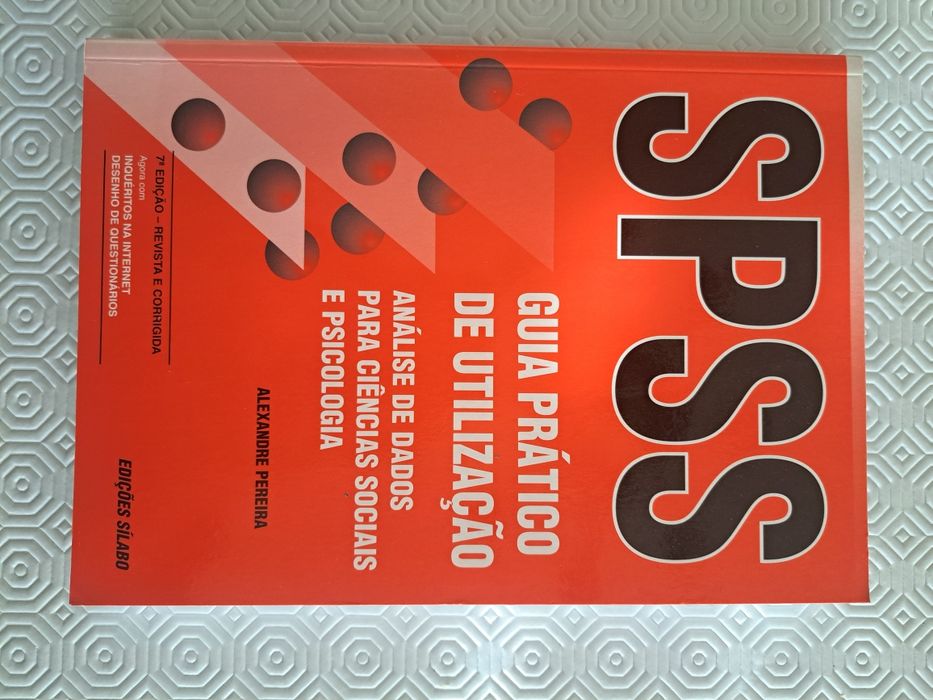 SPSS
GUIA PRÁTICO
DE UTILIZAÇÃO
ANÁLISE DE DADOS
PARA CIÊNCIAS SOCIAIS
E PSICOLOGIA
ALEXANDRE PEREIRA
7ª EDIÇÃO – REVISTA E CORRIGIDA
Agora com
INQUÉRITOS NA INTERNET
DESENHO DE QUESTIONÁRIOS
EDIÇÕES SÍLABO